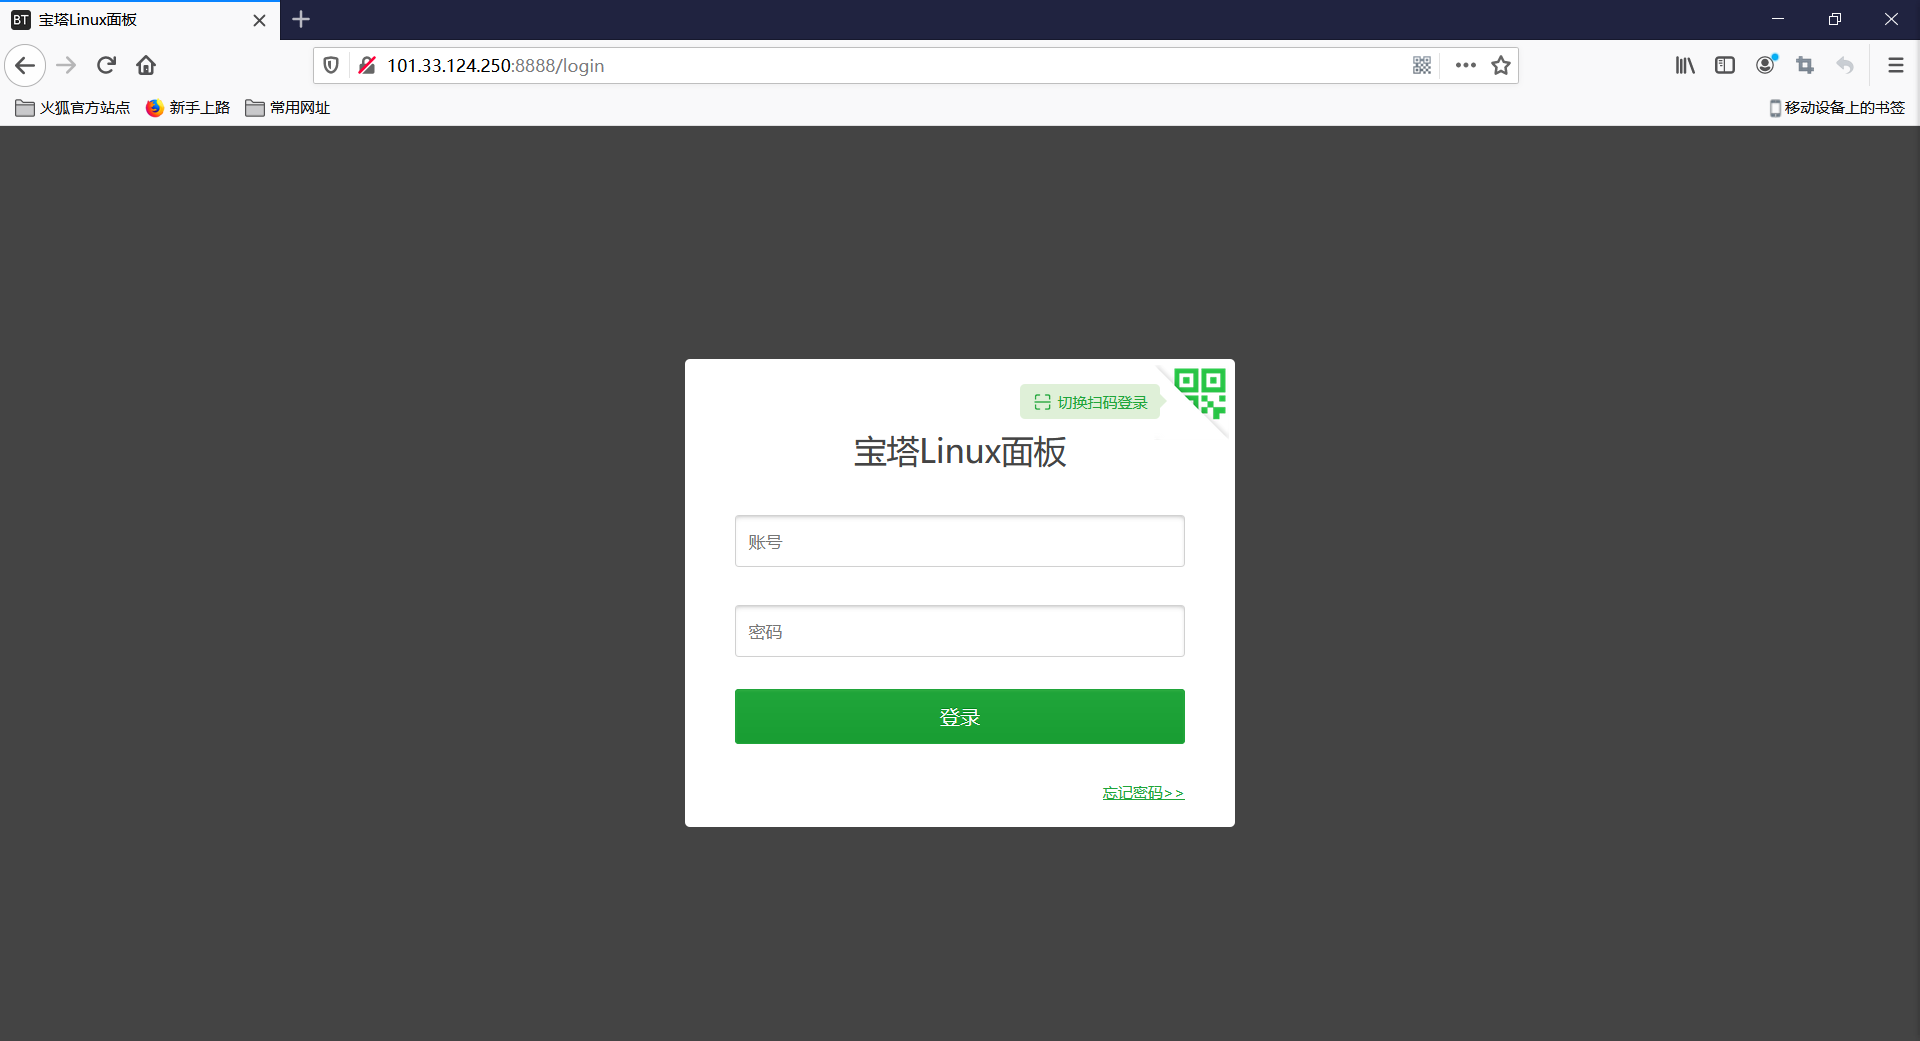 BT 宝塔Linux面板
101.33.124.250:8888/login
火狐官方站点 新手上路 常用网址 移动设备上的书签
切换扫码登录
宝塔Linux面板
账号
密码
登录
忘记密码>>